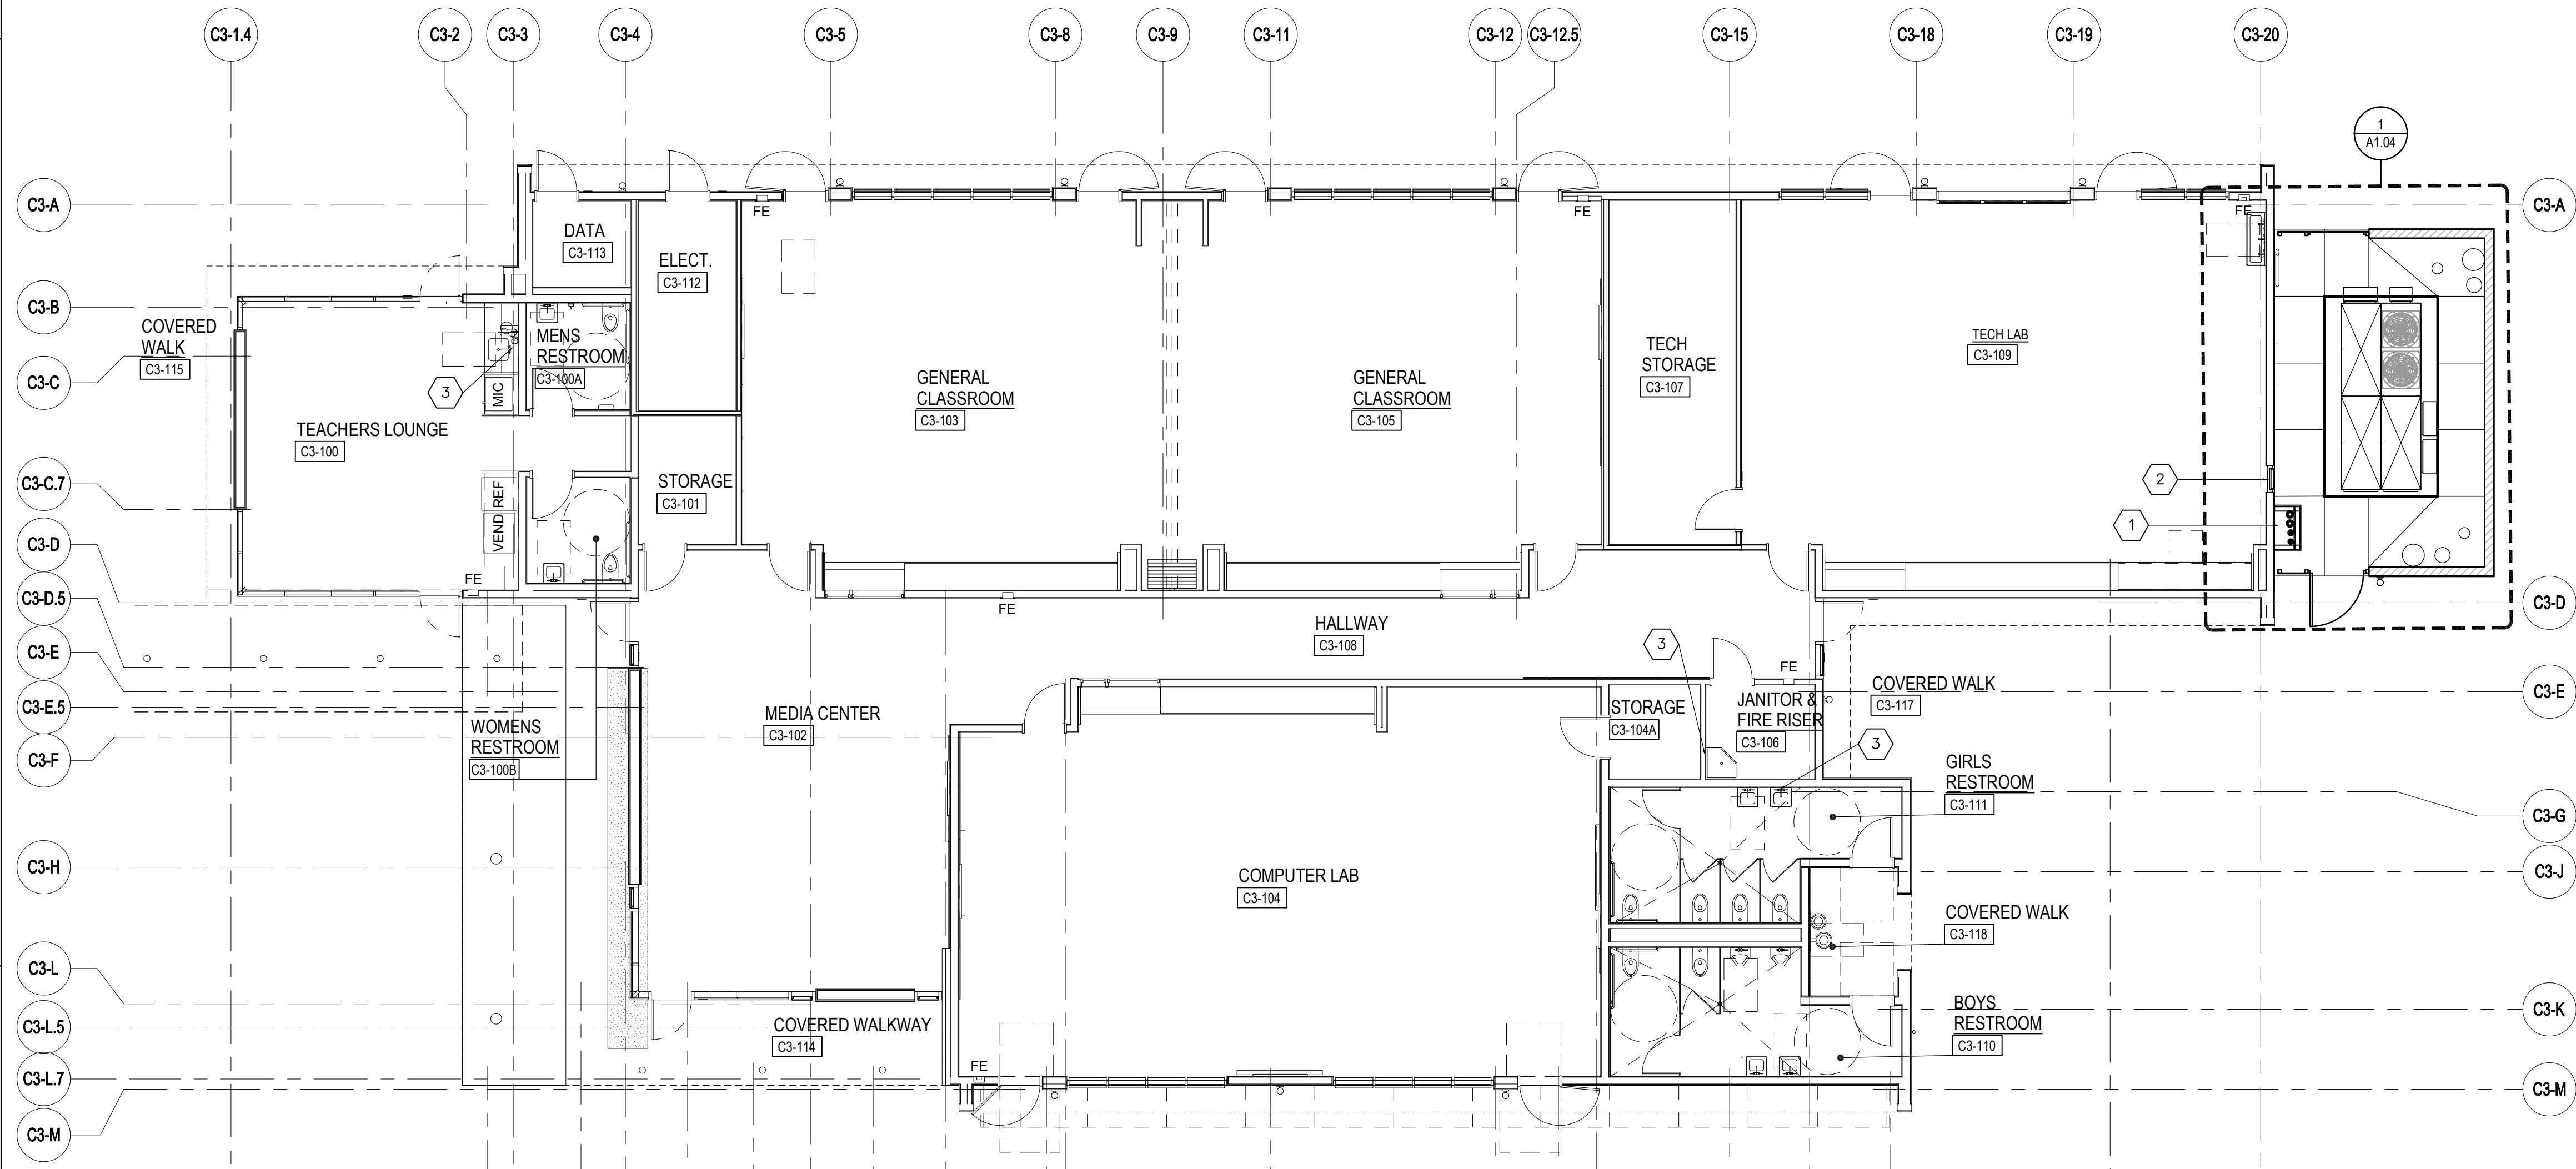 C3-1.4
C3-2
C3-3
C3-4
C3-5
C3-8
C3-9
C3-11
C3-12
C3-12.5
C3-15
C3-18
C3-19
C3-20
1
A1.04
C3-A
C3-A
FE
FE
FE
DATA
C3-113
ELECT.
C3-112
C3-B
COVERED
WALK
C3-115
MENS
RESTROOM
C3-100A
TECH
STORAGE
C3-107
TECH LAB
C3-109
C3-C
3
MIC
GENERAL
CLASSROOM
C3-103
GENERAL
CLASSROOM
C3-105
TEACHERS LOUNGE
C3-100
C3-C.7
STORAGE
C3-101
REF
VEND
2
1
C3-D
FE
C3-D.5
FE
C3-D
HALLWAY
C3-108
C3-E
3
FE
C3-E
COVERED WALK
C3-117
C3-E.5
WOMENS
RESTROOM
C3-100B
MEDIA CENTER
C3-102
STORAGE
C3-104A
JANITOR &
FIRE RISER
C3-106
3
C3-F
GIRLS
RESTROOM
C3-111
C3-G
C3-H
COMPUTER LAB
C3-104
C3-J
COVERED WALK
C3-118
C3-L
C3-L.5
COVERED WALKWAY
C3-114
BOYS
RESTROOM
C3-110
C3-K
C3-L.7
FE
C3-M
C3-M